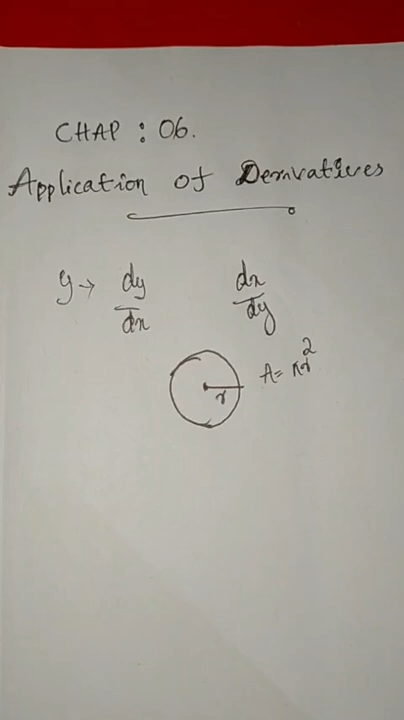 CHAP : 06.
Application of Derivatives
y → dy/dx dx/dy
r A = πr²